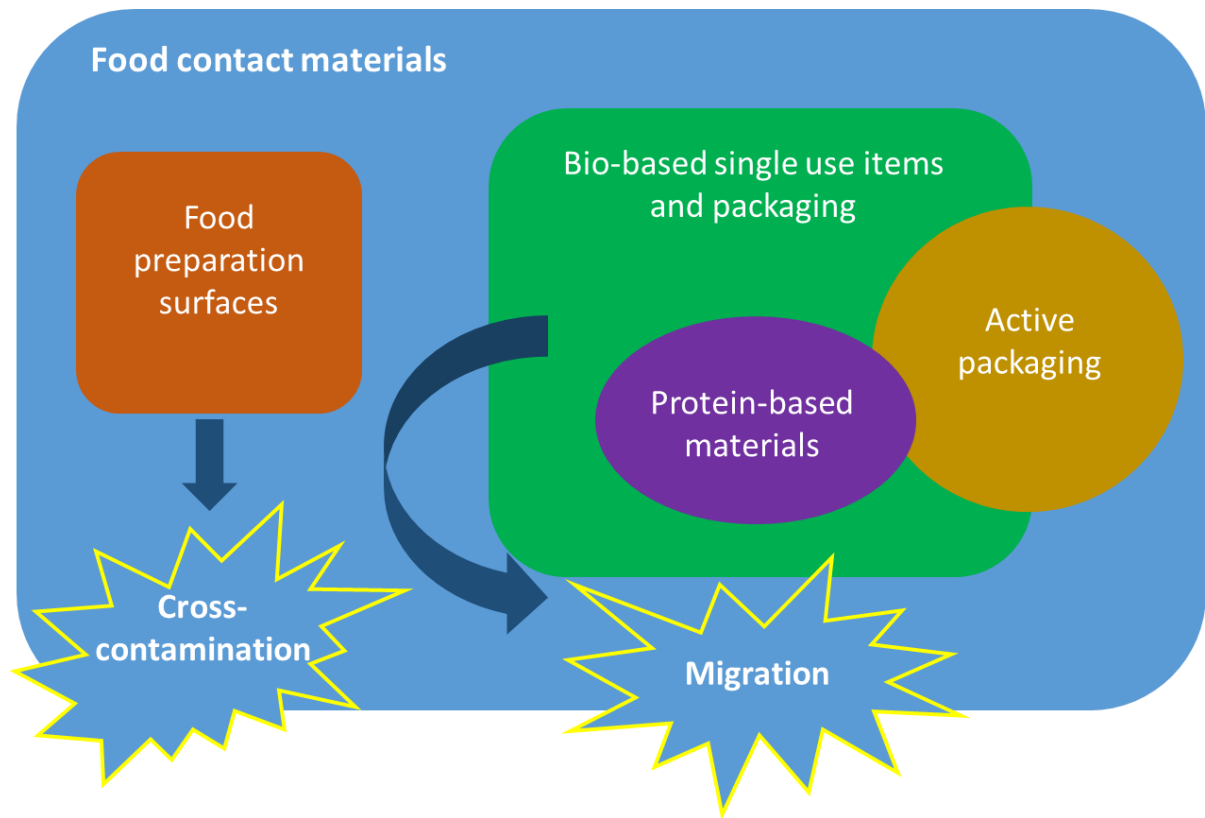 Food contact materials
Food
preparation
surfaces
Bio-based single use items
and packaging
Active
packaging
Protein-based
materials
Cross-
contamination
Migration